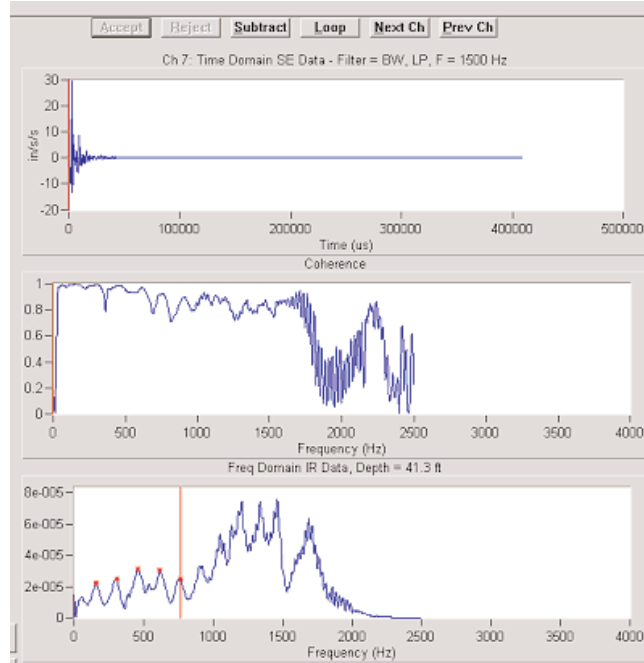 Accept Reject Subtract Loop Next Ch Prev Ch
Ch 7: Time Domain SE Data - Filter = BW, LP, F = 1500 Hz
30
20
10
0
-10
-20
in/s/s
0 100000 200000 300000 400000 500000
Time (us)
Coherence
1
0.8
0.6
0.4
0.2
0
0 500 1000 1500 2000 2500 3000 3500 4000
Frequency (Hz)
Freq Domain IR Data, Depth = 41.3 ft
8e-005
6e-005
4e-005
2e-005
0
0 500 1000 1500 2000 2500 3000 3500 4000
Frequency (Hz)